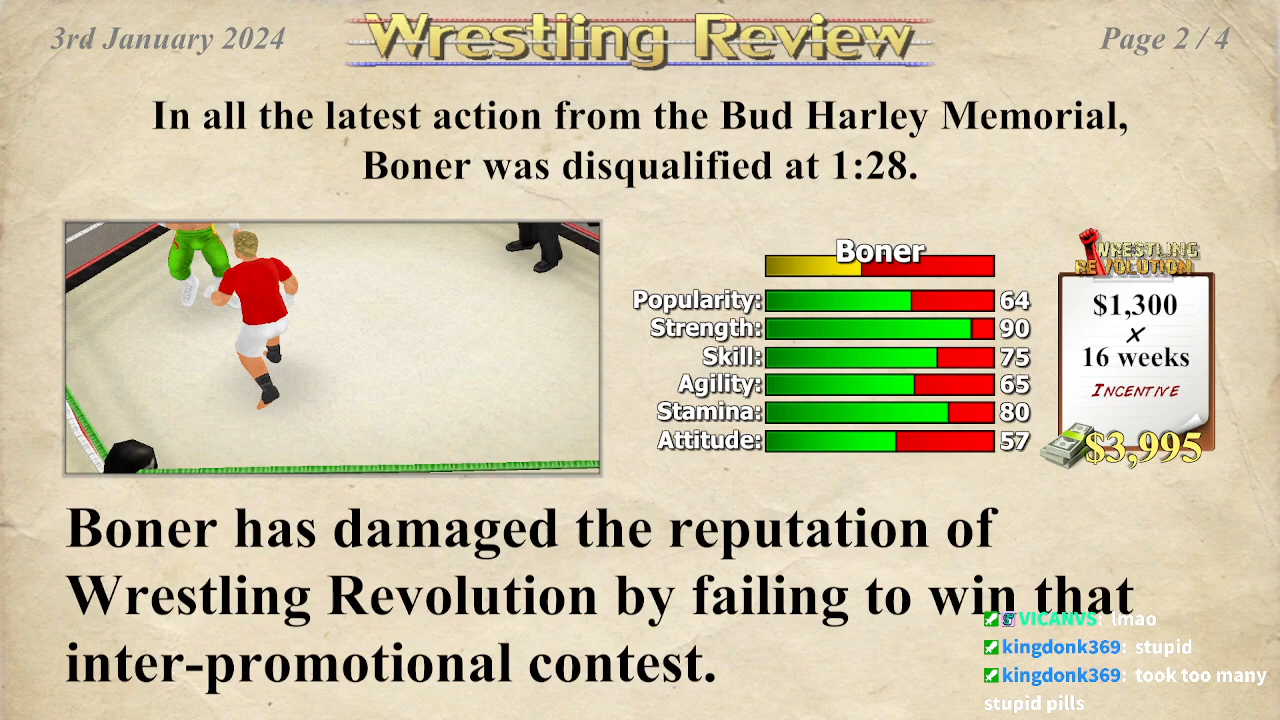 3rd January 2024
Wrestling Review
Page 2 / 4
In all the latest action from the Bud Harley Memorial,
Boner was disqualified at 1:28.
Boner
Popularity: 64
Strength: 90
Skill: 75
Agility: 65
Stamina: 80
Attitude: 57
WRESTLING
REVOLUTION
$1,300
x
16 weeks
INCENTIVE
$3,995
Boner has damaged the reputation of
Wrestling Revolution by failing to win that
inter-promotional contest.
VICANVS: lmao
kingdonk369: stupid
kingdonk369: took too many
stupid pills